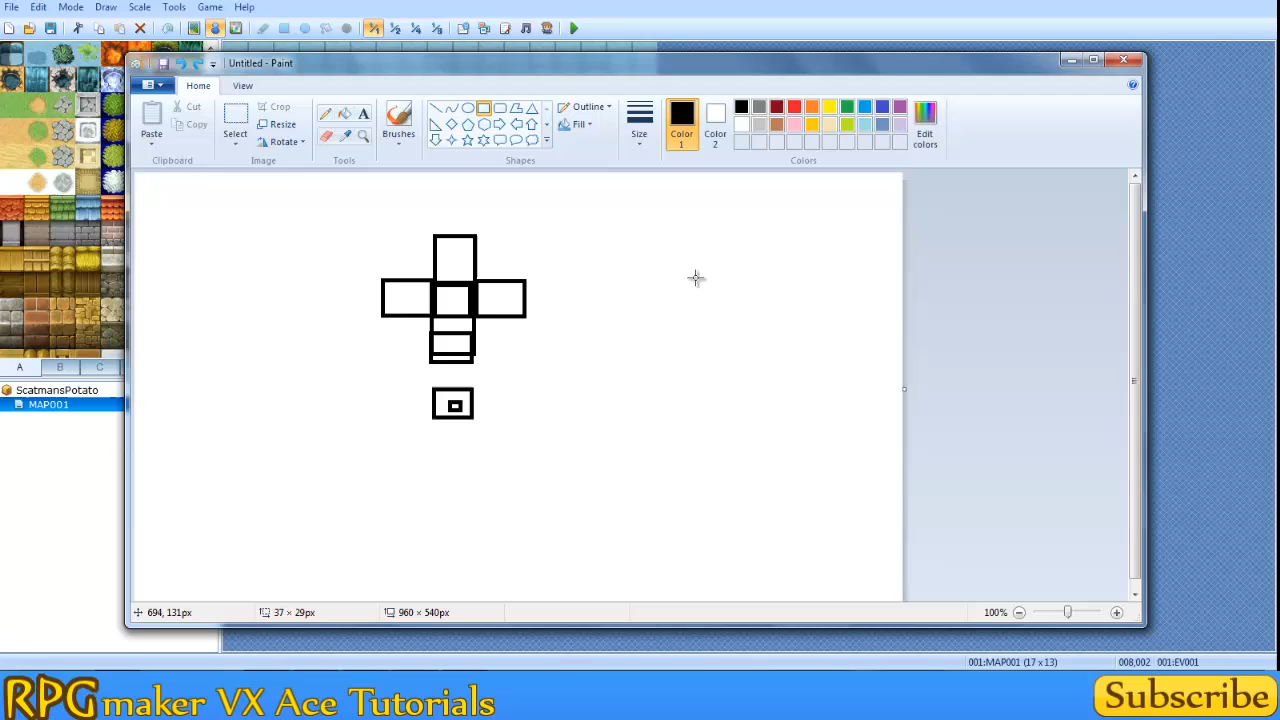 File Edit Mode Draw Scale Tools Game Help
Untitled - Paint
Home View
Paste Cut Copy Select Crop Resize Rotate A Brushes Outline Fill Size Color 1 Color 2 Edit colors
Clipboard Image Tools Shapes Colors
A B C
ScatmansPotato
MAP001
694, 131px 37 × 29px 960 × 540px 100%
001:MAP001 (17 x 13) 008,002 001:EV001
RPG maker VX Ace Tutorials Subscribe